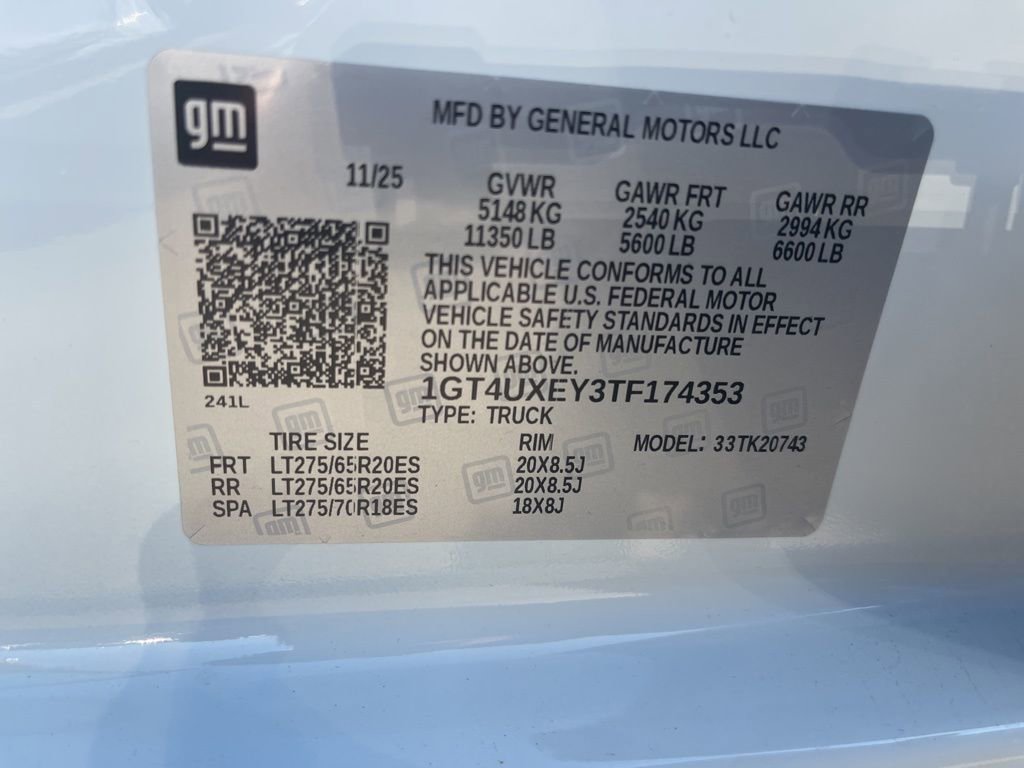 gm
MFD BY GENERAL MOTORS LLC
11/25
GVWR GAWR FRT GAWR RR
5148 KG 2540 KG 2994 KG
11350 LB 5600 LB 6600 LB
THIS VEHICLE CONFORMS TO ALL
APPLICABLE U.S. FEDERAL MOTOR
VEHICLE SAFETY STANDARDS IN EFFECT
ON THE DATE OF MANUFACTURE
SHOWN ABOVE.
1GT4UXEY3TF174353
241L
TYPE: TRUCK
TIRE SIZE RIM MODEL: 33TK20743
FRT LT275/65R20ES 20X8.5J
RR LT275/65R20ES 20X8.5J
SPA LT275/70R18ES 18X8J